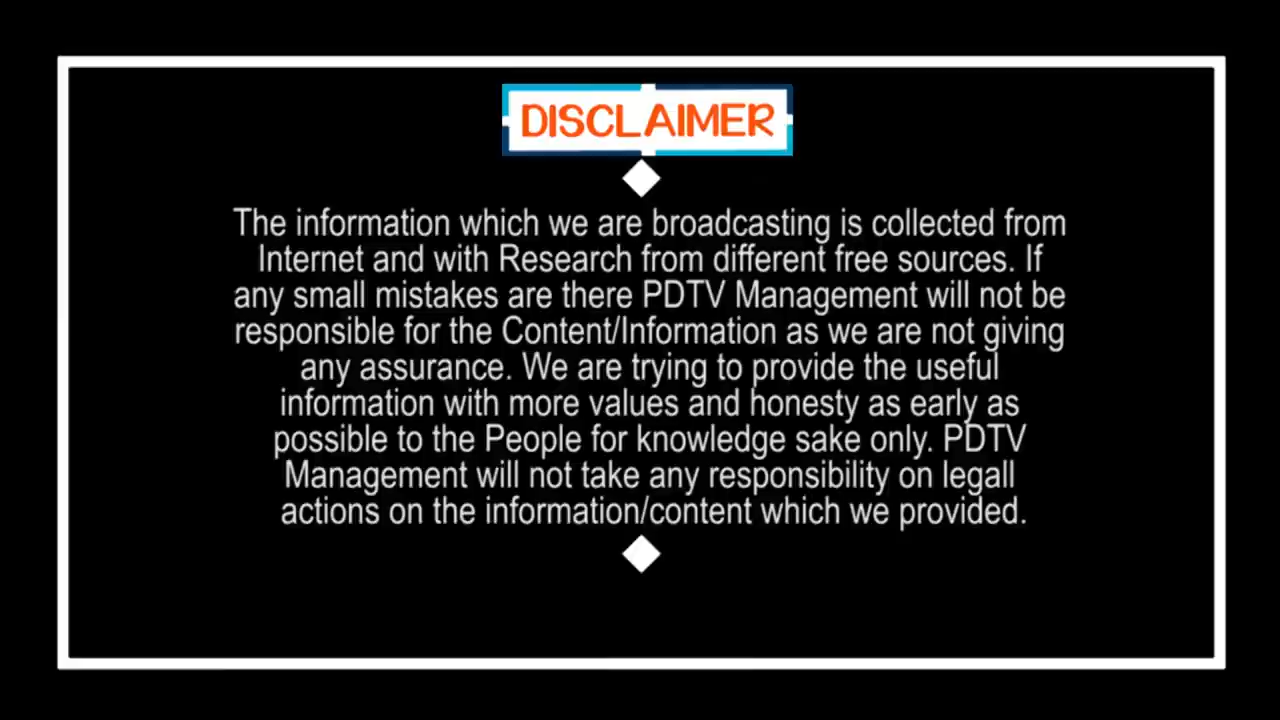 DISCLAIMER
The information which we are broadcasting is collected from
Internet and with Research from different free sources. If
any small mistakes are there PDTV Management will not be
responsible for the Content/Information as we are not giving
any assurance. We are trying to provide the useful
information with more values and honesty as early as
possible to the People for knowledge sake only. PDTV
Management will not take any responsibility on legall
actions on the information/content which we provided.